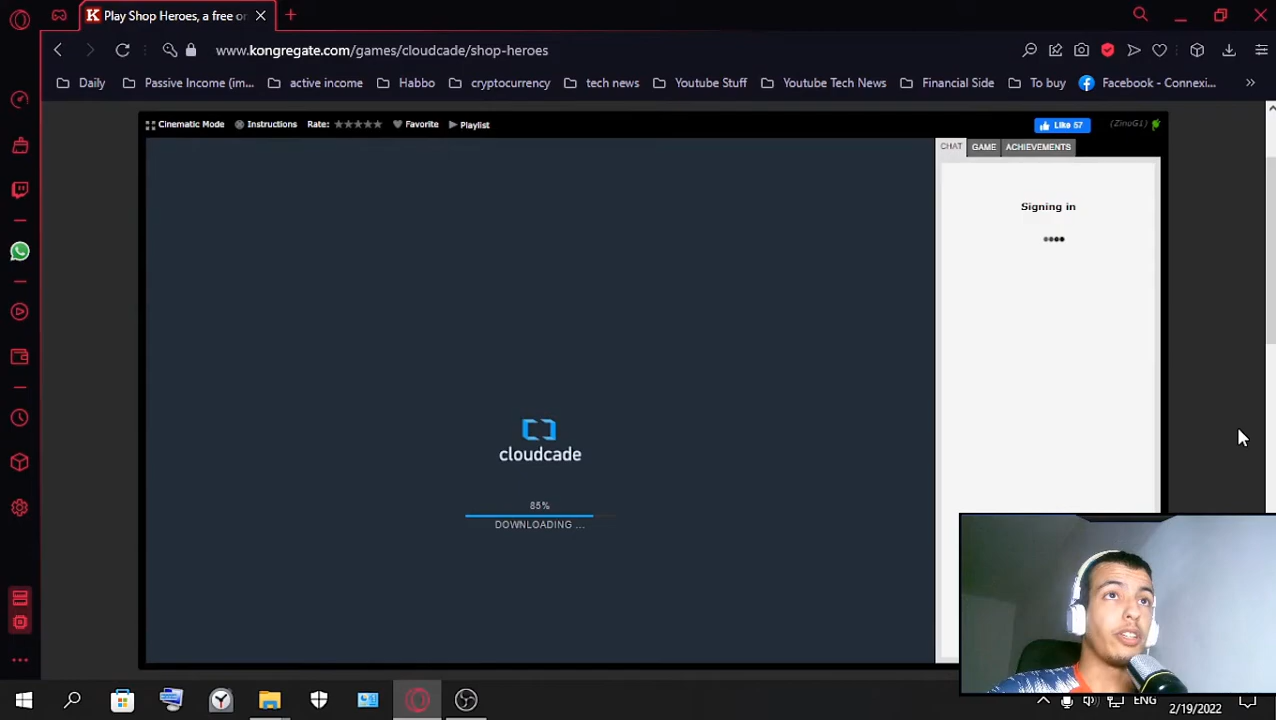 Play Shop Heroes, a free or
www.kongregate.com/games/cloudcade/shop-heroes
Daily
Passive Income (im...
active income
Habbo
cryptocurrency
tech news
Youtube Stuff
Youtube Tech News
Financial Side
To buy
Facebook - Connexi...
Cinematic Mode
Instructions
Rate:
Favorite
Playlist
Like 57
(ZinoG1)
CHAT
GAME
ACHIEVEMENTS
Signing in
cloudcade
85%
DOWNLOADING ...
ENG
2/19/2022